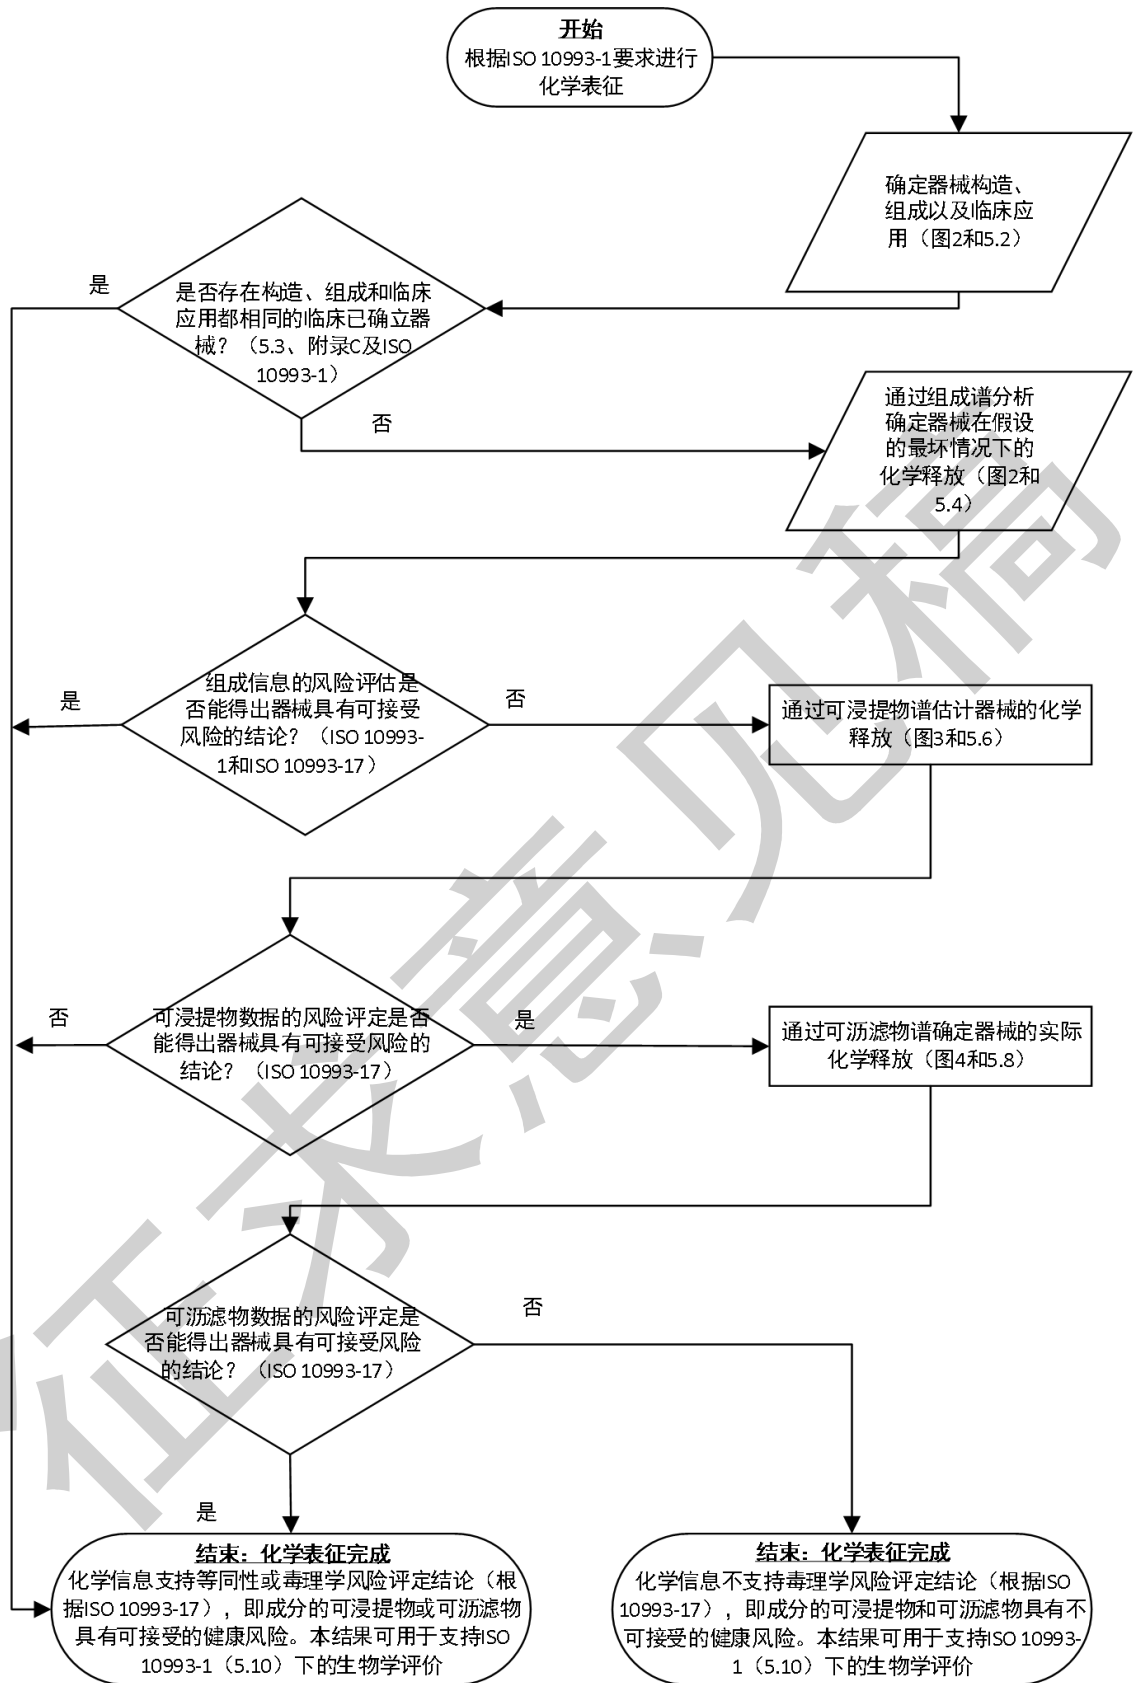 开始
根据ISO 10993-1要求进行
化学表征
确定器械构造、
组成以及临床应
用（图2和5.2）
是
是否存在构造、组成和临床
应用都相同的临床已确立器
械？（5.3、附录C及ISO
10993-1）
否
通过组成谱分析
确定器械在假设
的最坏情况下的
化学释放（图2和
5.4）
组成信息的风险评估是
否能得出器械具有可接受
风险的结论？（ISO 10993-
1和ISO 10993-17）
是
否
通过可浸提物谱估计器械的化学
释放（图3和5.6）
可浸提物数据的风险评定是否
能得出器械具有可接受风险的
结论？（ISO 10993-17）
否
是
通过可沥滤物谱确定器械的实际
化学释放（图4和5.8）
可沥滤物数据的风险评定是
否能得出器械具有可接受风险
的结论？（ISO 10993-17）
否
是
结束：化学表征完成
化学信息支持等同性或毒理学风险评定结论（根
据ISO 10993-17），即成分的可浸提物或可沥滤物
具有可接受的健康风险。本结果可用于支持ISO
10993-1（5.10）下的生物学评价
结束：化学表征完成
化学信息不支持毒理学风险评定结论（根据ISO
10993-17），即成分的可浸提物和可沥滤物具有不
可接受的健康风险。本结果可用于支持ISO 10993-
1（5.10）下的生物学评价
征求意见稿